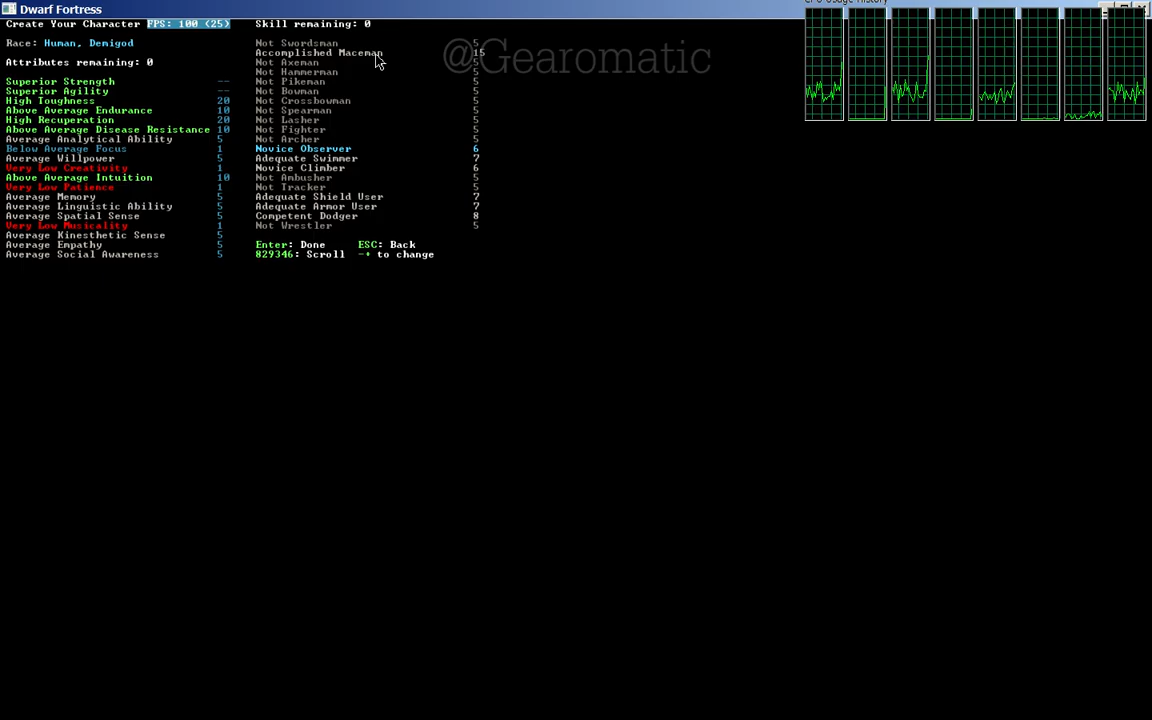 Dwarf Fortress
Create Your Character FPS: 100 (25) Skill remaining: 0
Race: Human, Demigod
Attributes remaining: 0
Superior Strength --
Superior Agility --
High Toughness 20
Above Average Endurance 10
High Recuperation 20
Above Average Disease Resistance 10
Average Analytical Ability 5
Below Average Focus 1
Average Willpower 5
Very Low Creativity 1
Above Average Intuition 10
Very Low Patience 1
Average Memory 5
Average Linguistic Ability 5
Average Spatial Sense 5
Very Low Musicality 1
Average Kinesthetic Sense 5
Average Empathy 5
Average Social Awareness 5
Not Swordsman 5
Accomplished Maceman 15
Not Axeman 5
Not Hammerman 5
Not Pikeman 5
Not Bowman 5
Not Crossbowman 5
Not Spearman 5
Not Lasher 5
Not Fighter 5
Not Archer 5
Novice Observer 6
Adequate Swimmer 7
Novice Climber 6
Not Ambusher 5
Not Tracker 5
Adequate Shield User 7
Adequate Armor User 7
Competent Dodger 8
Not Wrestler 5
Enter: Done ESC: Back
829346: Scroll -+ to change
@Gearomatic